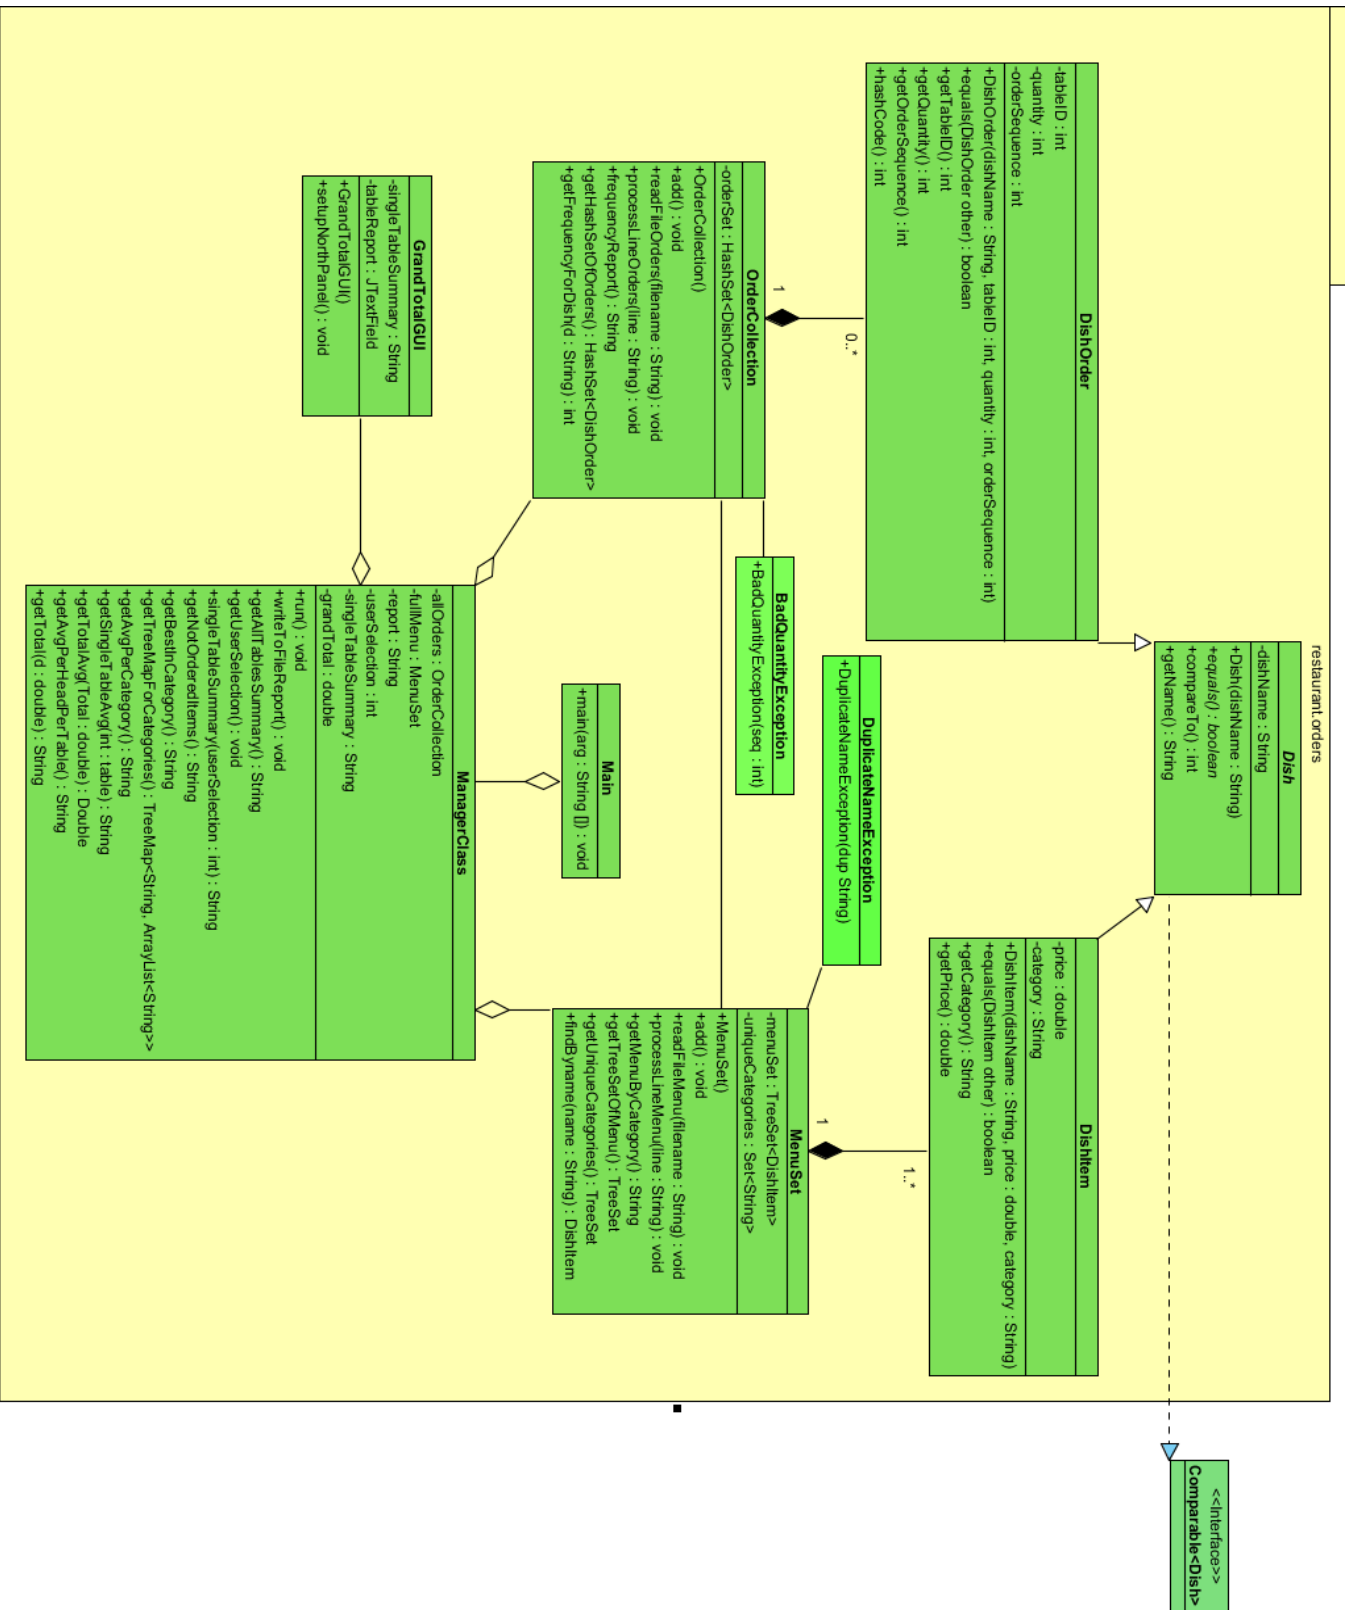 restaurant.orders
<<Interface>>
Comparable<Dish>
Dish
-dishName : String
+Dish(dishName : String)
+equals() : boolean
+compareTo() : int
+getName() : String
DishOrder
-tableID : int
-quantity : int
-orderSequence : int
+DishOrder(dishName : String, tableID : int, quantity : int, orderSequence : int)
+equals(DishOrder other) : boolean
+getTableID() : int
+getQuantity() : int
+getOrderSequence() : int
+hashCode() : int
DishItem
-price : double
-category : String
+DishItem(dishName : String, price : double, category : String)
+equals(DishItem other) : boolean
+getCategory() : String
+getPrice() : double
0..*
1
1..*
1
DuplicateNameException
+DuplicateNameException(dup String)
BadQuantityException
+BadQuantityException(seq : int)
OrderCollection
-orderSet : HashSet<DishOrder>
+OrderCollection()
+add() : void
+readFileOrders(filename : String) : void
+processLineOrders(line : String) : void
+frequencyReport() : String
+getHashSetOfOrders() : HashSet<DishOrder>
+getFrequencyForDish(d : String) : int
MenuSet
-menuSet : TreeSet<DishItem>
-uniqueCategories : Set<String>
+MenuSet()
+add() : void
+readFileMenu(filename : String) : void
+processLineMenu(line : String) : void
+getMenuByCategory() : String
+getTreeSetOfMenu() : TreeSet
+getUniqueCategories() : TreeSet
+findByname(name : String) : DishItem
Main
+main(arg : String []) : void
GrandTotalGUI
-singleTableSummary : String
-tableReport : JTextField
+GrandTotalGUI()
+setupNorthPanel() : void
ManagerClass
-allOrders : OrderCollection
-fullMenu : MenuSet
-report : String
-userSelection : int
-singleTableSummary : String
-grandTotal : double
+run() : void
+writeToFileReport() : void
+getAllTablesSummary() : String
+getUserSelection() : void
+singleTableSummary(userSelection : int) : String
+getNotOrderedItems() : String
+getBestInCategory() : String
+getTreeMapForCategories() : TreeMap<String, ArrayList<String>>
+getAvgPerCategory() : String
+getSingleTableAvg(int : table) : String
+getTotalAvg(Total : double) : Double
+getAvgPerHeadPerTable() : String
+getTotal(d : double) : String